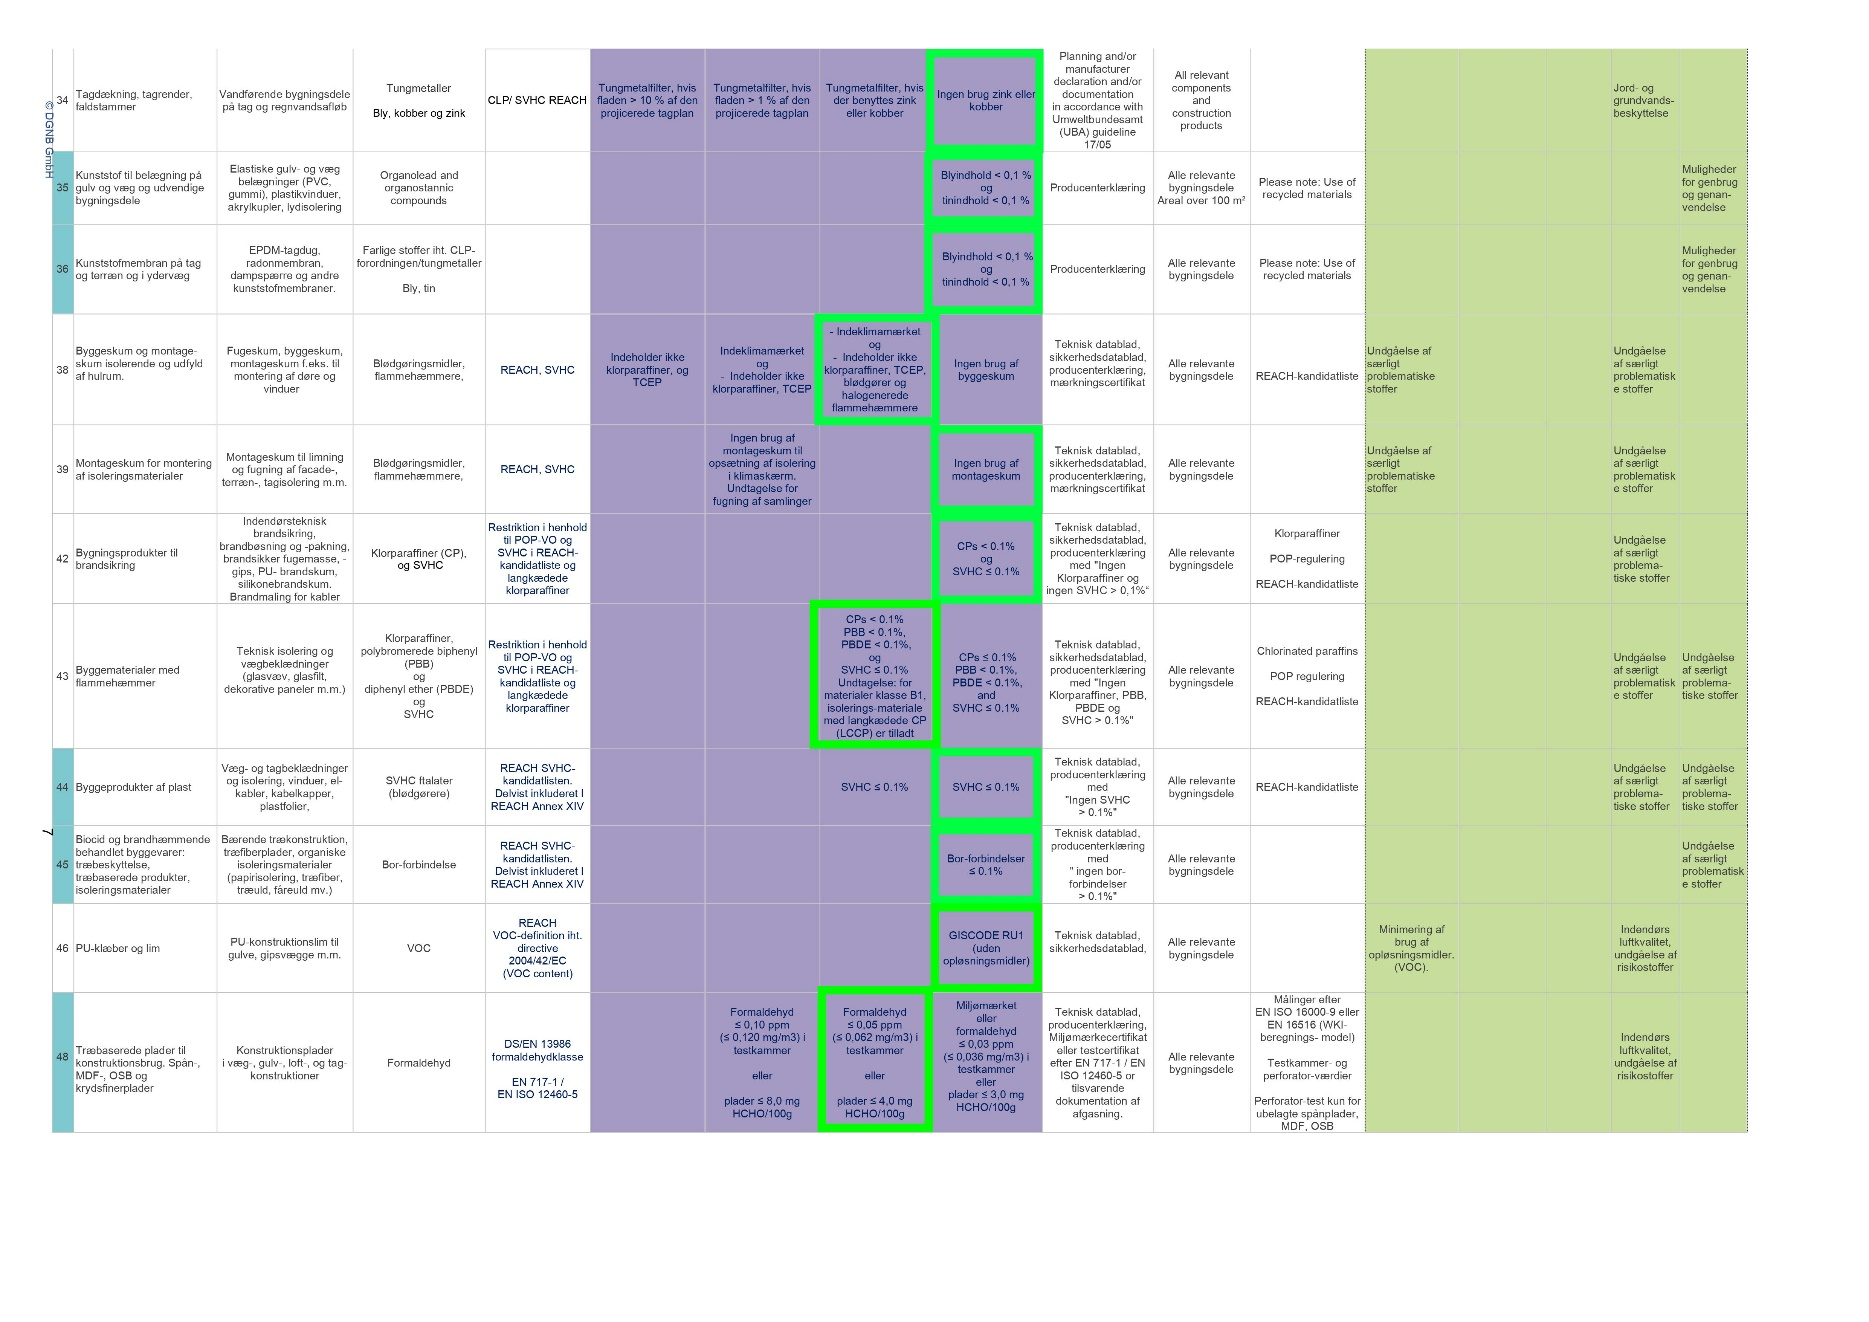 © DGNB GmbH
34
Tagdækning, tagrender,
faldstammer
Vandførende bygningsdele
på tag og regnvandsafløb
Tungmetaller
Bly, kobber og zink
CLP/ SVHC REACH
Tungmetalfilter, hvis
fladen > 10 % af den
projicerede tagplan
Tungmetalfilter, hvis
fladen > 1 % af den
projicerede tagplan
Tungmetalfilter, hvis
der benyttes zink
eller kobber
Ingen brug zink eller
kobber
Planning and/or
manufacturer
declaration and/or
documentation
in accordance with
Umweltbundesamt
(UBA) guideline
17/05
All relevant
components
and
construction
products
Jord- og
grundvands-
beskyttelse
35
Kunststof til belægning på
gulv og væg og udvendige
bygningsdele
Elastiske gulv- og væg
belægninger (PVC,
gummi), plastikvinduer,
akrylkupler, lydisolering
Organolead and
organostannic
compounds
Blyindhold < 0,1 %
og
tinindhold < 0,1 %
Producenterklæring
Alle relevante
bygningsdele
Areal over 100 m²
Please note: Use of
recycled materials
Muligheder
for genbrug
og genan-
vendelse
36
Kunststofmembran på tag
og terræn og i ydervæg
EPDM-tagdug,
radonmembran,
dampspærre og andre
kunststofmembraner.
Farlige stoffer iht. CLP-
forordningen/tungmetaller
Bly, tin
Blyindhold < 0,1 %
og
tinindhold < 0,1 %
Producenterklæring
Alle relevante
bygningsdele
Please note: Use of
recycled materials
Muligheder
for genbrug
og genan-
vendelse
38
Byggeskum og montage-
skum isolerende og udfyld
af hulrum.
Fugeskum, byggeskum,
montageskum f.eks. til
montering af døre og
vinduer
Blødgøringsmidler,
flammehæmmere,
REACH, SVHC
Indeholder ikke
klorparaffiner, og
TCEP
Indeklimamærket
og
- Indeholder ikke
klorparaffiner, TCEP
- Indeklimamærket
og
- Indeholder ikke
klorparaffiner, TCEP,
blødgører og
halogenerede
flammehæmmere
Ingen brug af
byggeskum
Teknisk datablad,
sikkerhedsdatablad,
producenterklæring,
mærkningscertifikat
Alle relevante
bygningsdele
REACH-kandidatliste
Undgåelse af
særligt
problematiske
stoffer
Undgåelse
af særligt
problematisk
e stoffer
39
Montageskum for montering
af isoleringsmaterialer
Montageskum til limning
og fugning af facade-,
terræn-, tagisolering m.m.
Blødgøringsmidler,
flammehæmmere,
REACH, SVHC
Ingen brug af
montageskum til
opsætning af isolering
i klimaskærm.
Undtagelse for
fugning af samlinger
Ingen brug af
montageskum
Teknisk datablad,
sikkerhedsdatablad,
producenterklæring,
mærkningscertifikat
Alle relevante
bygningsdele
Undgåelse af
særligt
problematiske
stoffer
Undgåelse
af særligt
problematisk
e stoffer
42
Bygningsprodukter til
brandsikring
Indendørsteknisk
brandsikring,
brandbøsning og -pakning,
brandsikker fugemasse, -
gips, PU- brandskum,
silikonebrandskum.
Brandmaling for kabler
Klorparaffiner (CP),
og SVHC
Restriktion i henhold
til POP-VO og
SVHC i REACH-
kandidatliste og
langkædede
klorparaffiner
CPs < 0.1%
og
SVHC ≤ 0.1%
Teknisk datablad,
sikkerhedsdatablad,
producenterklæring
med "Ingen
Klorparaffiner og
ingen SVHC > 0,1%“
Alle relevante
bygningsdele
Klorparaffiner
POP-regulering
REACH-kandidatliste
Undgåelse
af særligt
problema-
tiske stoffer
43
Byggematerialer med
flammehæmmer
Teknisk isolering og
vægbeklædninger
(glasvæv, glasfilt,
dekorative paneler m.m.)
Klorparaffiner,
polybromerede biphenyl
(PBB)
og
diphenyl ether (PBDE)
og
SVHC
Restriktion i henhold
til POP-VO og
SVHC i REACH-
kandidatliste og
langkædede
klorparaffiner
CPs < 0.1%
PBB < 0.1%,
PBDE < 0.1%,
og
SVHC ≤ 0.1%
Undtagelse: for
materialer klasse B1,
isolerings-materiale
med langkædede CP
(LCCP) er tilladt
CPs ≤ 0.1%
PBB < 0.1%,
PBDE < 0.1%,
and
SVHC ≤ 0.1%
Teknisk datablad,
sikkerhedsdatablad,
producenterklæring
med "Ingen
Klorparaffiner, PBB,
PBDE og
SVHC > 0.1%"
Alle relevante
bygningsdele
Chlorinated paraffins
POP regulering
REACH-kandidatliste
Undgåelse
af særligt
problematisk
e stoffer
Undgåelse
af særligt
problema-
tiske stoffer
44
Byggeprodukter af plast
Væg- og tagbeklædninger
og isolering, vinduer, el-
kabler, kabelkapper,
plastfolier,
SVHC ftalater
(blødgørere)
REACH SVHC-
kandidatlisten.
Delvist inkluderet I
REACH Annex XIV
SVHC ≤ 0.1%
SVHC ≤ 0.1%
Teknisk datablad,
producenterklæring
med
"Ingen SVHC
> 0.1%"
Alle relevante
bygningsdele
REACH-kandidatliste
Undgåelse
af særligt
problema-
tiske stoffer
Undgåelse
af særligt
problema-
tiske stoffer
7
45
Biocid og brandhæmmende
behandlet byggevarer:
træbeskyttelse,
træbaserede produkter,
isoleringsmaterialer
Bærende trækonstruktion,
træfiberplader, organiske
isoleringsmaterialer
(papirisolering, træfiber,
træuld, fåreuld mv.)
Bor-forbindelse
REACH SVHC-
kandidatlisten.
Delvist inkluderet I
REACH Annex XIV
Bor-forbindelser
≤ 0.1%
Teknisk datablad,
producenterklæring
med
" ingen bor-
forbindelser
> 0.1%"
Alle relevante
bygningsdele
Undgåelse
af særligt
problematisk
e stoffer
46
PU-klæber og lim
PU-konstruktionslim til
gulve, gipsvægge m.m.
VOC
REACH
VOC-definition iht.
directive
2004/42/EC
(VOC content)
GISCODE RU1
(uden
opløsningsmidler)
Teknisk datablad,
sikkerhedsdatablad,
Alle relevante
bygningsdele
Minimering af
brug af
opløsningsmidler.
(VOC).
Indendørs
luftkvalitet,
undgåelse af
risikostoffer
48
Træbaserede plader til
konstruktionsbrug. Spån-,
MDF-, OSB og
krydsfinerplader
Konstruktionsplader
i væg-, gulv-, loft-, og tag-
konstruktioner
Formaldehyd
DS/EN 13986
formaldehydklasse
EN 717-1 /
EN ISO 12460-5
Formaldehyd
≤ 0,10 ppm
(≤ 0,120 mg/m3) i
testkammer
eller
plader ≤ 8,0 mg
HCHO/100g
Formaldehyd
≤ 0,05 ppm
(≤ 0,062 mg/m3) i
testkammer
eller
plader ≤ 4,0 mg
HCHO/100g
Miljømærket
eller
formaldehyd
≤ 0,03 ppm
(≤ 0,036 mg/m3) i
testkammer
eller
plader ≤ 3,0 mg
HCHO/100g
Teknisk datablad,
producenterklæring,
Miljømærkecertifikat
eller testcertifikat
efter EN 717-1 / EN
ISO 12460-5 or
tilsvarende
dokumentation af
afgasning.
Alle relevante
bygningsdele
Målinger efter
EN ISO 16000-9 eller
EN 16516 (WKI-
beregnings- model)
Testkammer- og
perforator-værdier
Perforator-test kun for
ubelagte spånplader,
MDF, OSB
Indendørs
luftkvalitet,
undgåelse af
risikostoffer